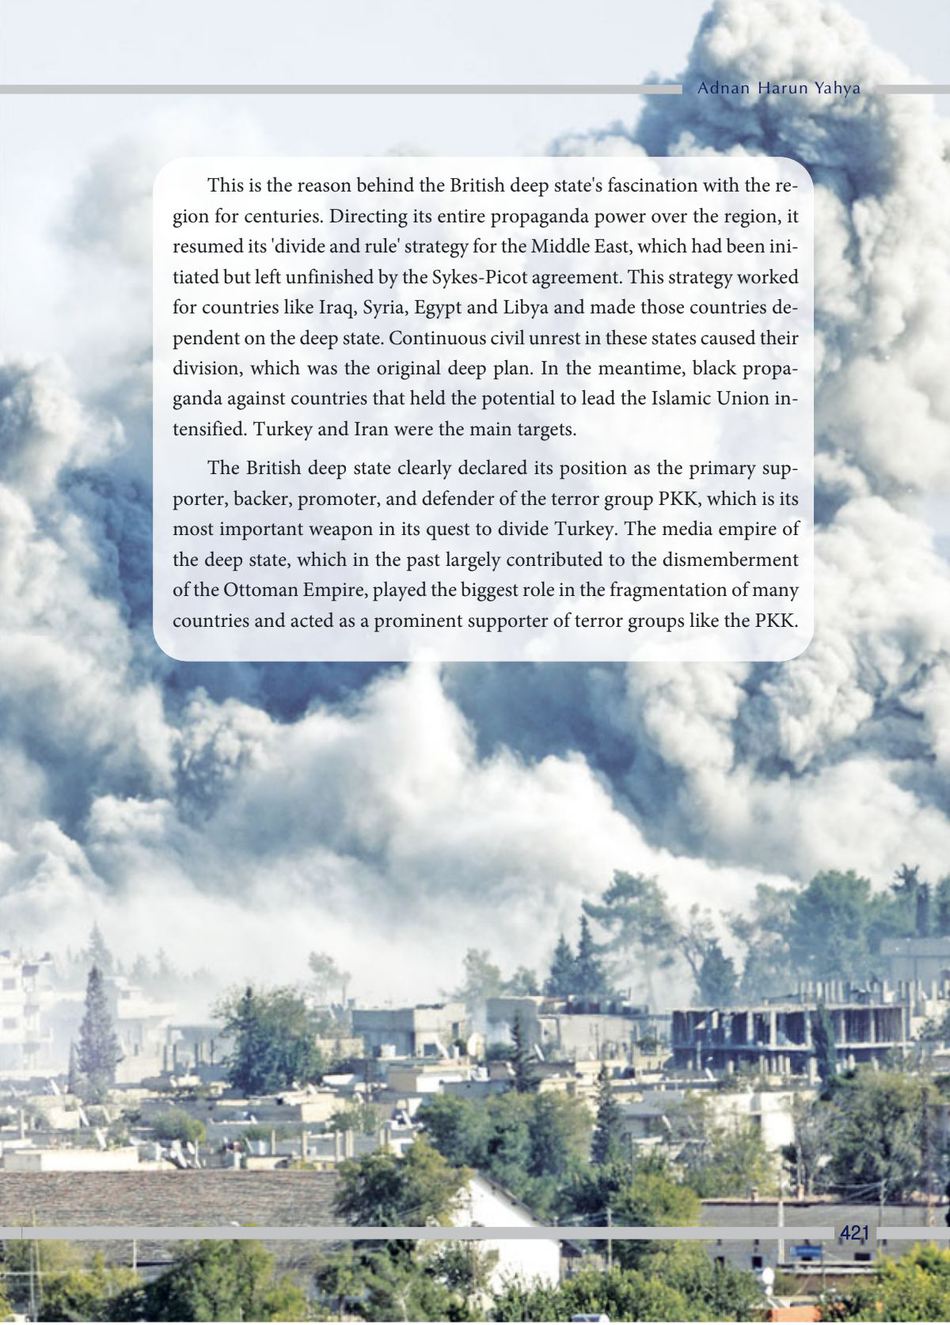 Adnan Harun Yahya
This is the reason behind the British deep state's fascination with the re-
gion for centuries. Directing its entire propaganda power over the region, it
resumed its 'divide and rule' strategy for the Middle East, which had been ini-
tiated but left unfinished by the Sykes-Picot agreement. This strategy worked
for countries like Iraq, Syria, Egypt and Libya and made those countries de-
pendent on the deep state. Continuous civil unrest in these states caused their
division, which was the original deep plan. In the meantime, black propa-
ganda against countries that held the potential to lead the Islamic Union in-
tensified. Turkey and Iran were the main targets.
The British deep state clearly declared its position as the primary sup-
porter, backer, promoter, and defender of the terror group PKK, which is its
most important weapon in its quest to divide Turkey. The media empire of
the deep state, which in the past largely contributed to the dismemberment
of the Ottoman Empire, played the biggest role in the fragmentation of many
countries and acted as a prominent supporter of terror groups like the PKK.
421